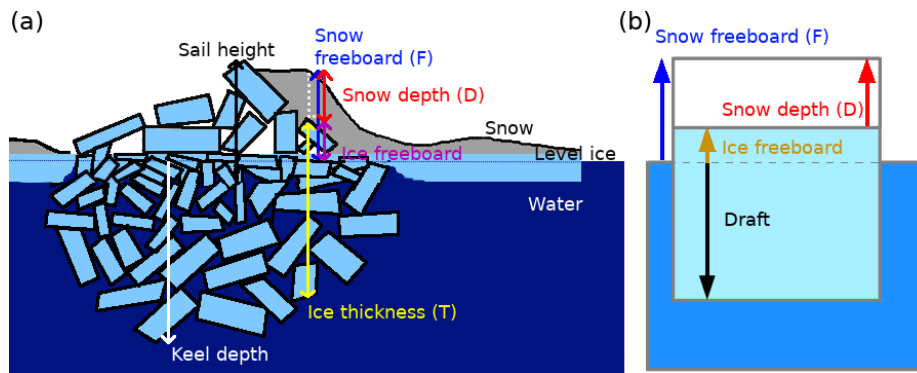 (a)
Sail height
Snow
freeboard (F)
Snow depth (D)
Snow
Ice freeboard
Level ice
Water
Ice thickness (T)
Keel depth
(b)
Snow freeboard (F)
Snow depth (D)
Ice freeboard
Draft